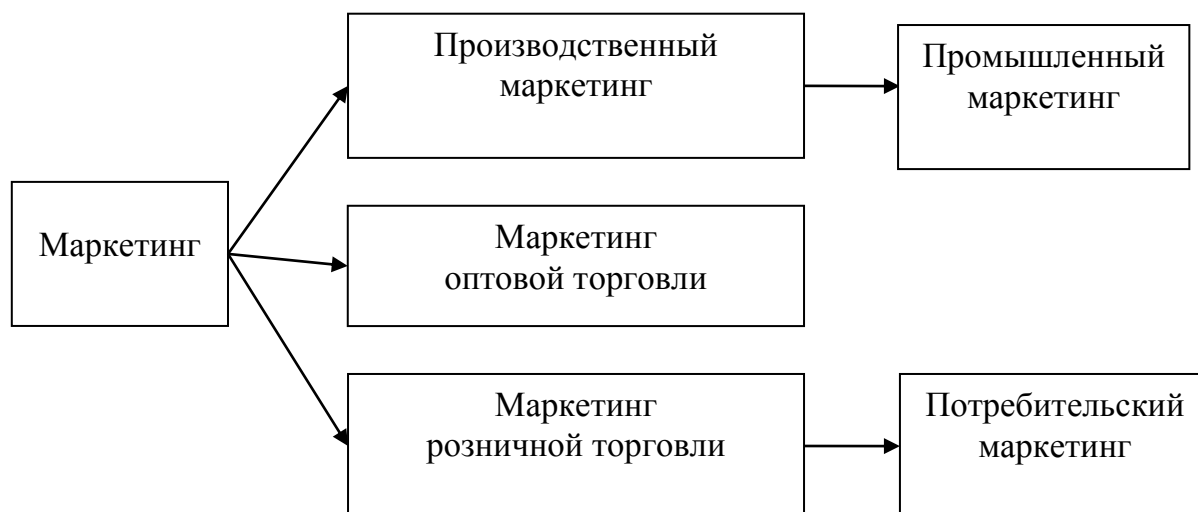 Производственный
маркетинг
Промышленный
маркетинг
Маркетинг
Маркетинг
оптовой торговли
Маркетинг
розничной торговли
Потребительский
маркетинг